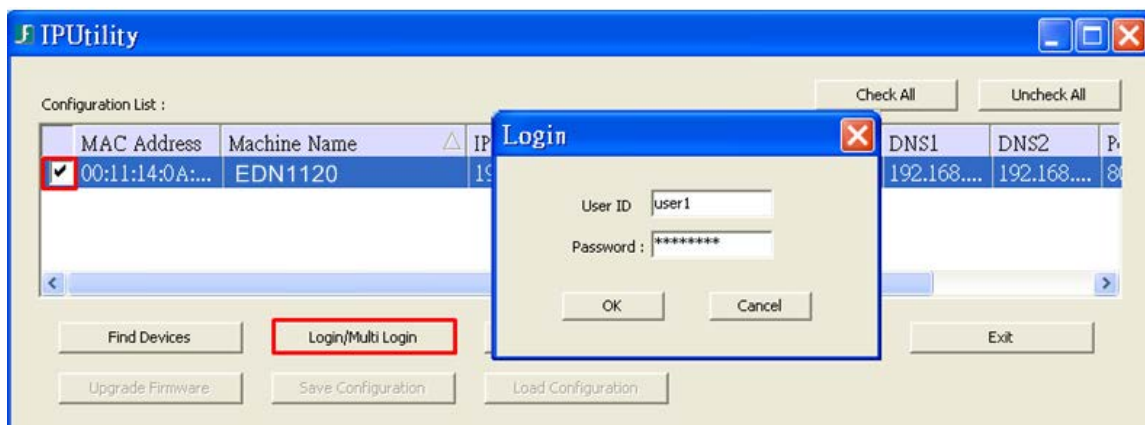 IPUtility
Check All
Uncheck All
Configuration List :
Login
MAC Address Machine Name IP DNS1 DNS2
00:11:14:0A:... EDN1120 19 192.168.... 192.168.... 80
User ID user1
Password : ********
OK Cancel
Find Devices Login/Multi Login Exit
Upgrade Firmware Save Configuration Load Configuration